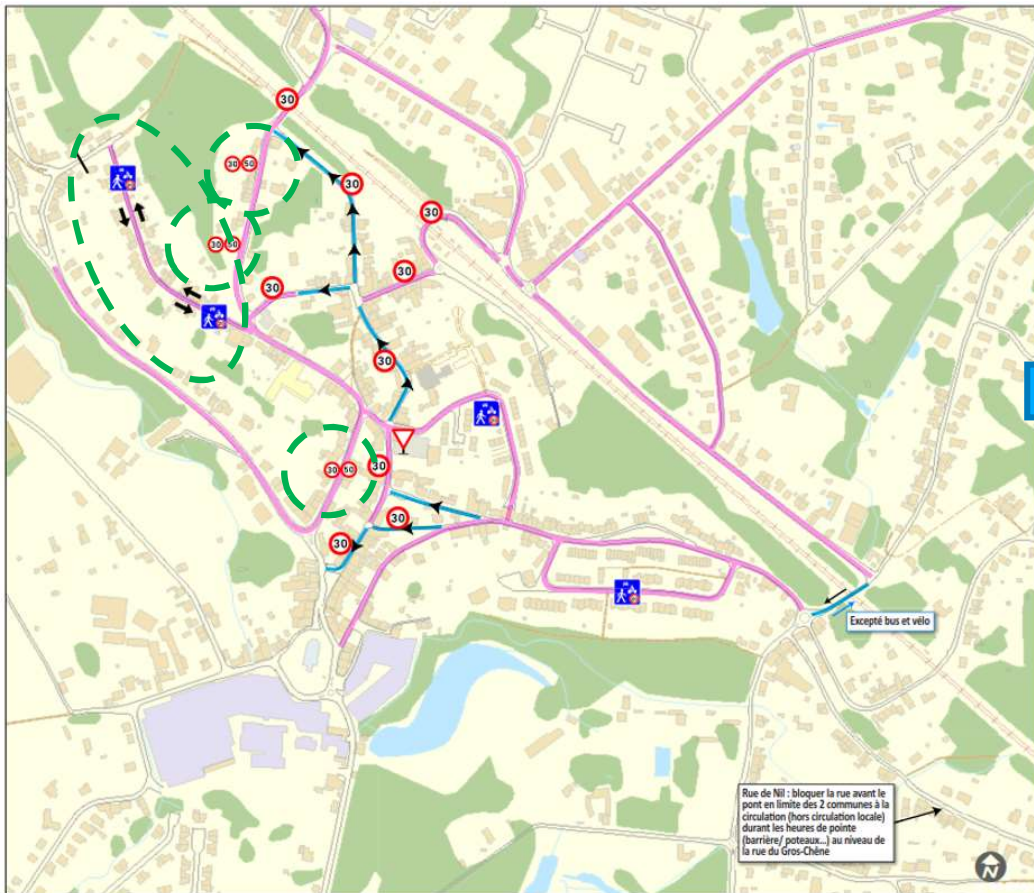 30
30 50
30
30
30 50
30
30
30
30 50
30
30
30
Excepté bus et vélo
Rue de Nil : bloquer la rue avant le
pont en limite des 2 communes à la
circulation (hors circulation locale)
durant les heures de pointe
(barrière/ poteaux...) au niveau de
la rue du Gros-Chêne
N